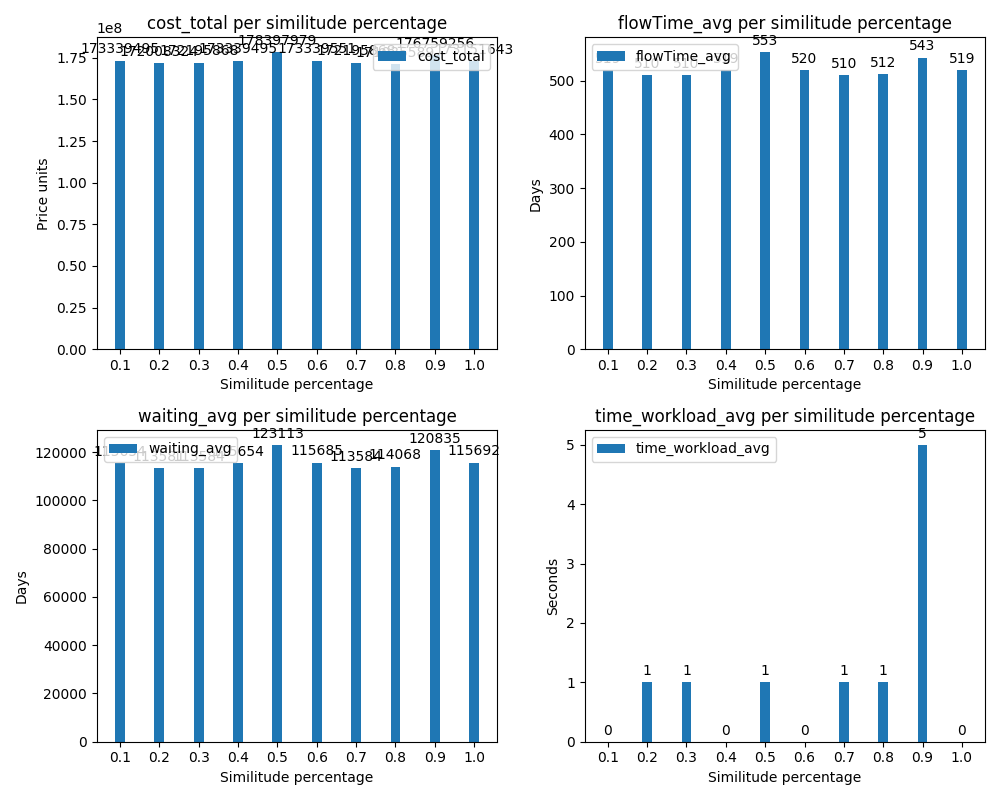 cost_total per similitude percentage
1e8
178397979
176759256
173339495
173339495
173339551
cost_total
1.75
1.50
1.25
1.00
0.75
0.50
0.25
0.00
Price units
0.1 0.2 0.3 0.4 0.5 0.6 0.7 0.8 0.9 1.0
Similitude percentage
flowTime_avg per similitude percentage
flowTime_avg
510 510 553 520 510 512 543 519
500
400
300
200
100
0
Days
0.1 0.2 0.3 0.4 0.5 0.6 0.7 0.8 0.9 1.0
Similitude percentage
waiting_avg per similitude percentage
waiting_avg
123113 115685 113584 114068 120835 115692
120000
100000
80000
60000
40000
20000
0
Days
0.1 0.2 0.3 0.4 0.5 0.6 0.7 0.8 0.9 1.0
Similitude percentage
time_workload_avg per similitude percentage
time_workload_avg
0 1 1 0 1 0 1 1 5 0
5
4
3
2
1
0
Seconds
0.1 0.2 0.3 0.4 0.5 0.6 0.7 0.8 0.9 1.0
Similitude percentage